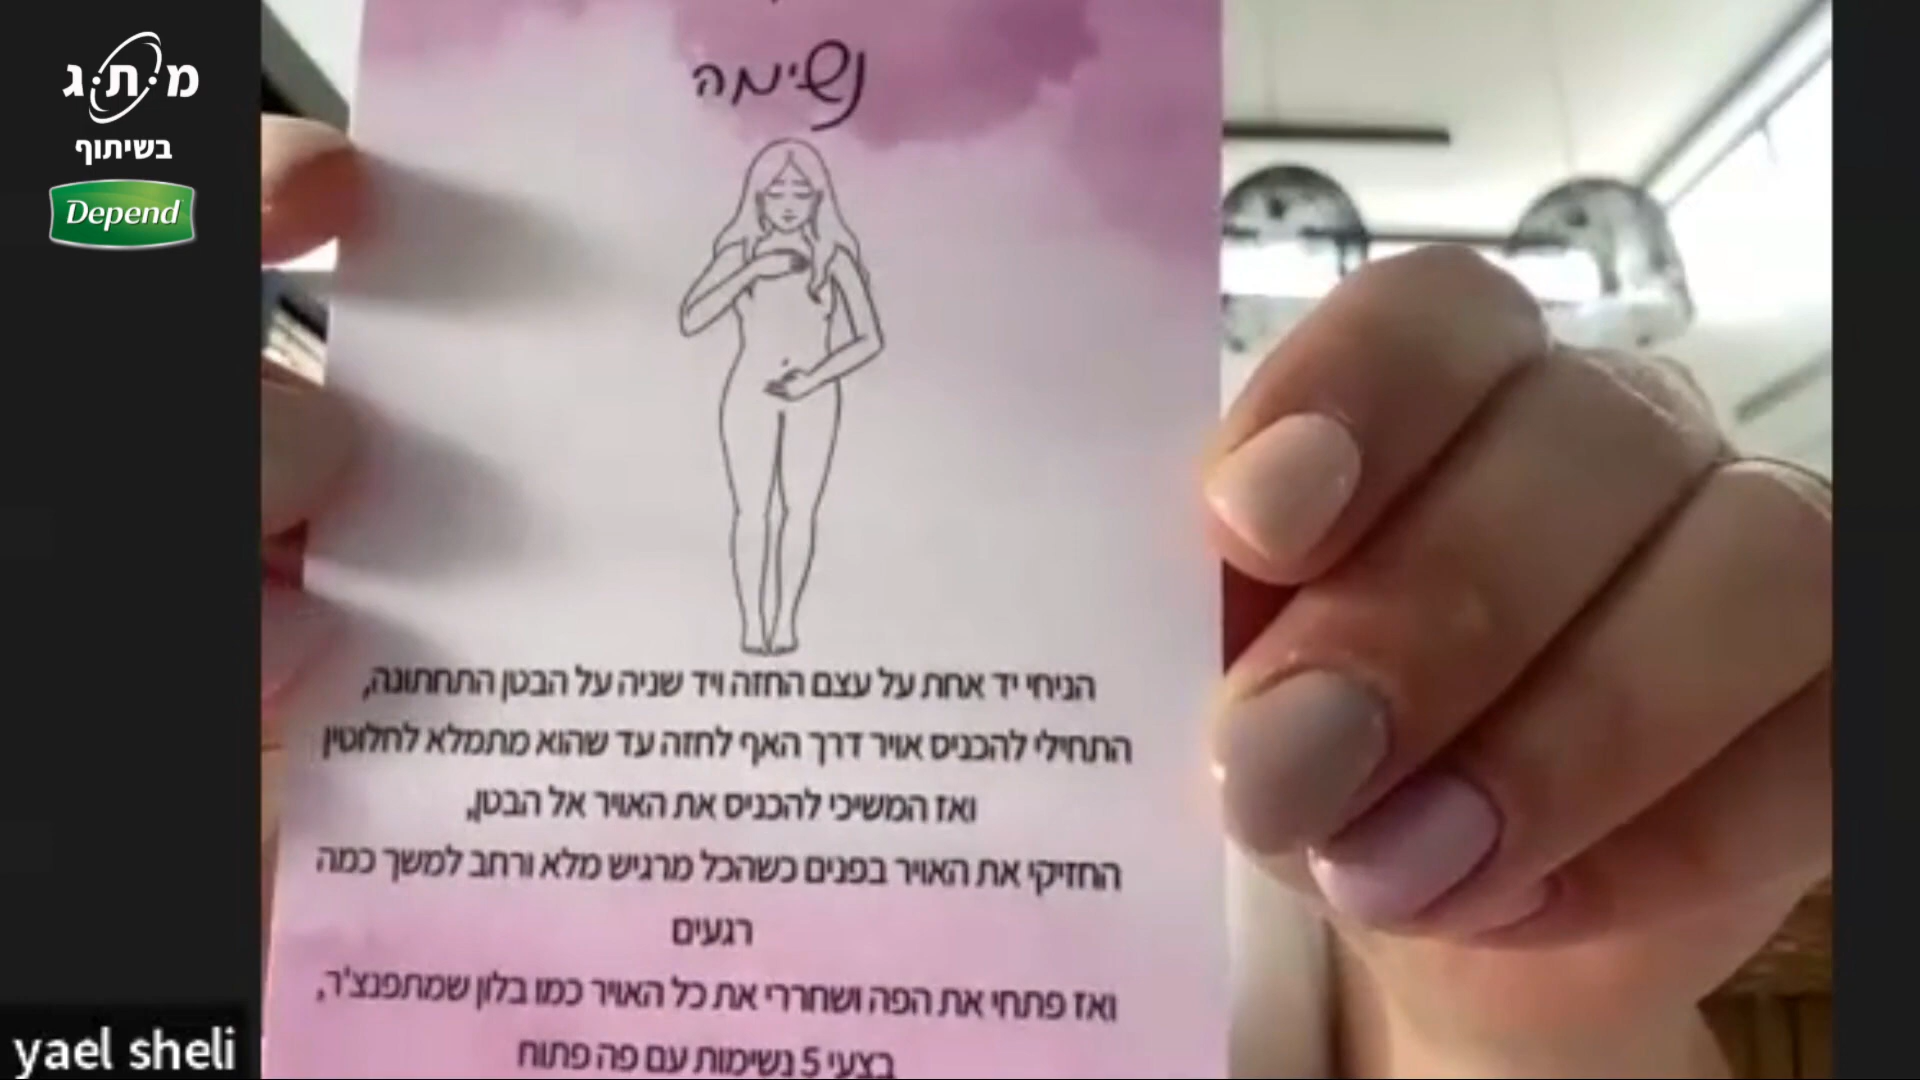 מ.ת.ג
בשיתוף
Depend
נשימה
הניחי יד אחת על עצם החזה ויד שניה על הבטן התחתונה,
התחילי להכניס אויר דרך האף לחזה עד שהוא מתמלא לחלוטין
ואז המשיכי להכניס את האויר אל הבטן,
החזיקי את האויר בפנים כשהכל מרגיש מלא ורחב למשך כמה
רגעים
ואז פתחי את הפה ושחררי את כל האויר כמו בלון שמתפנצ'ר,
בצעי 5 נשימות עם פה פתוח
yael sheli